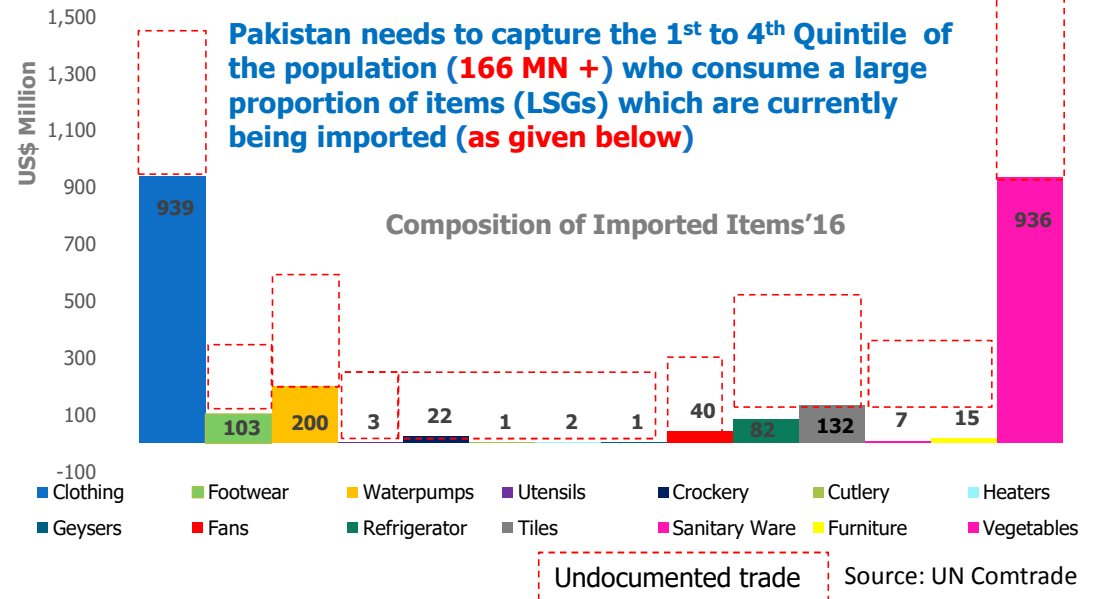 Pakistan needs to capture the 1st to 4th Quintile of
the population (166 MN +) who consume a large
proportion of items (LSGs) which are currently
being imported (as given below)
Composition of Imported Items’16
US$ Million
1,500
1,300
1,100
900
700
500
300
100
-100
939
103
200
3
22
1
2
1
40
82
132
7
15
936
Clothing Footwear Waterpumps Utensils Crockery Cutlery Heaters
Geysers Fans Refrigerator Tiles Sanitary Ware Furniture Vegetables
Undocumented trade
Source: UN Comtrade